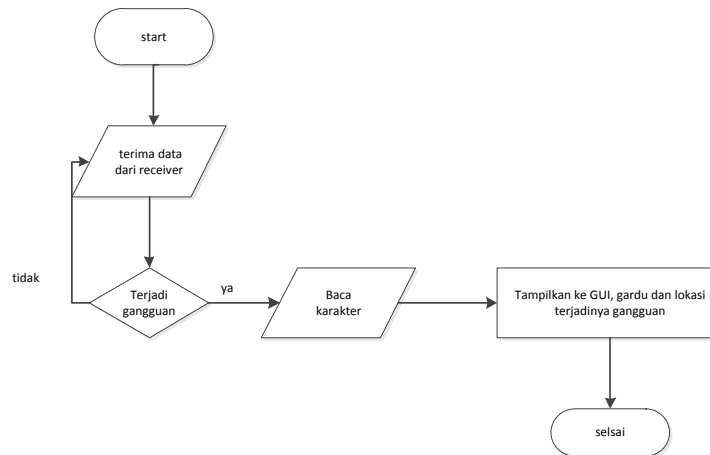 start
terima data
dari receiver
tidak
Terjadi
gangguan
ya
Baca
karakter
Tampilkan ke GUI, gardu dan lokasi
terjadinya gangguan
selsai